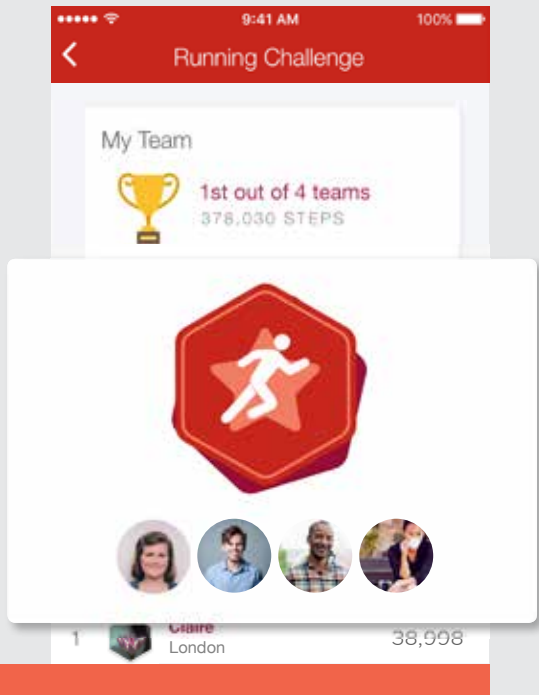 9:41 AM 100%
Running Challenge
My Team
1st out of 4 teams
378,030 STEPS
1 Claire 38,998
London